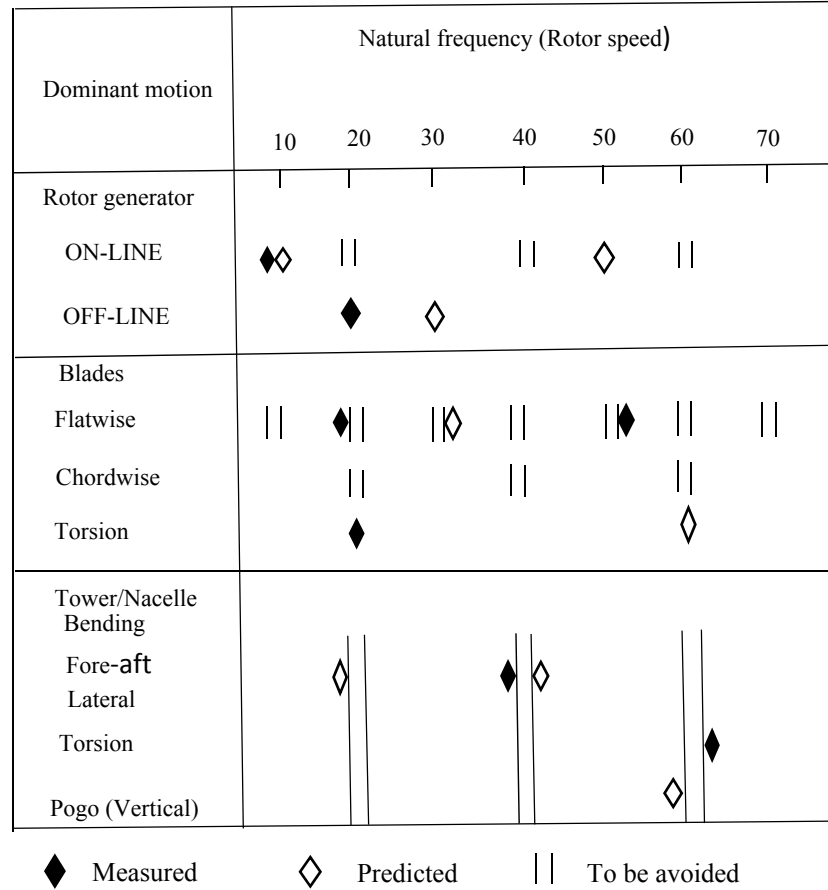 Natural frequency (Rotor speed)
Dominant motion
10 20 30 40 50 60 70
Rotor generator
ON-LINE
OFF-LINE
Blades
Flatwise
Chordwise
Torsion
Tower/Nacelle
Bending
Fore-aft
Lateral
Torsion
Pogo (Vertical)
Measured Predicted To be avoided